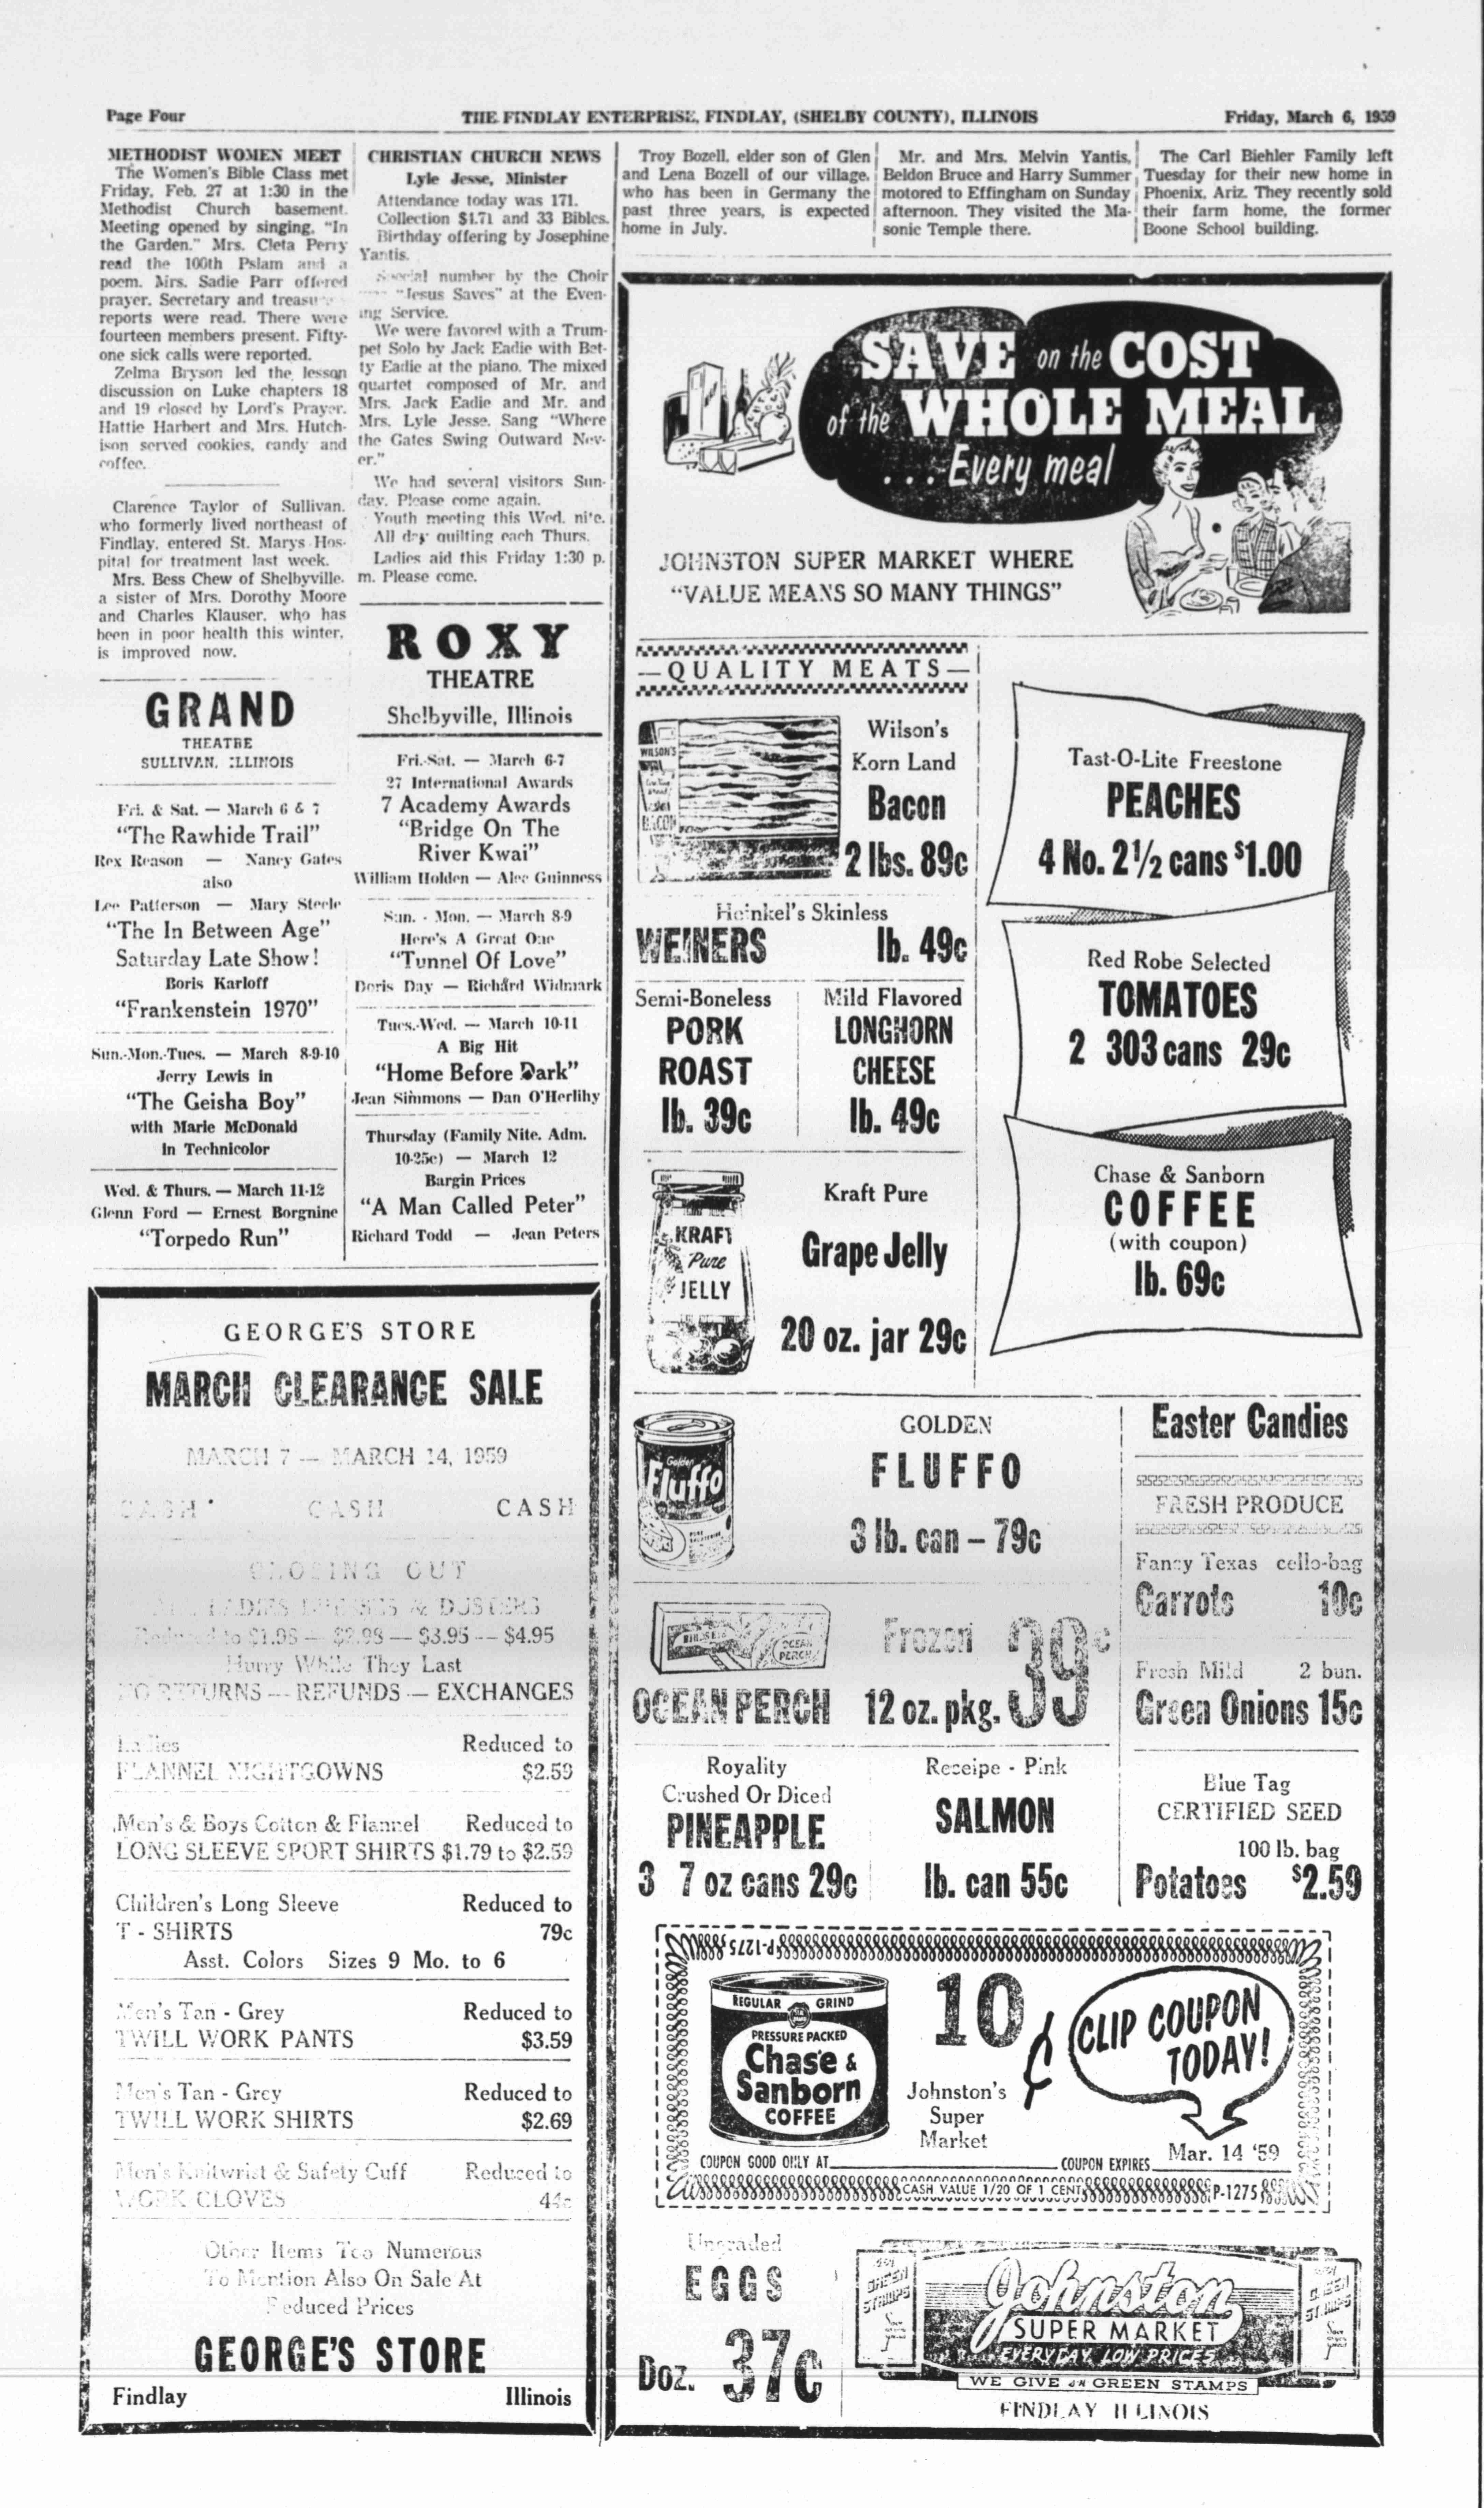 Page Four
THE FINDLAY ENTERPRISE, FINDLAY, (SHELBY COUNTY), ILLINOIS
Friday, March 6, 1959
METHODIST WOMEN MEET
The Women's Bible Class met
Friday, Feb. 27 at 1:30 in the
Methodist Church basement.
Meeting opened by singing, "In
the Garden." Mrs. Cleta Perry
read the 100th Pslam and a
poem. Mrs. Sadie Parr offered
prayer. Secretary and
reports were read. There were
fourteen members present. Fifty-
one sick calls were reported.
Zelma Bryson led the lesson
discussion on Luke chapters 18
and 19 closed by Lord's Prayer.
Hattie Harbert and Mrs. Hutch-
ison served cookies, candy and
coffee.
Clarence Taylor of Sullivan,
who formerly lived northeast of
Findlay, entered St. Marys Hos-
pital for treatment last week.
Mrs. Bess Chew of Shelbyville,
a sister of Mrs. Dorothy Moore
and Charles Klauser, who has
been in poor health this winter,
is improved now.
GRAND
THEATRE
SULLIVAN, ILLINOIS
Fri. & Sat. — March 6 & 7
"The Rawhide Trail"
Rex Reason — Nancy Gates
also
Lee Patterson — Mary Steele
"The In Between Age"
Saturday Late Show!
Boris Karloff
"Frankenstein 1970"
Sun.-Mon.-Tues. — March 8-9-10
Jerry Lewis in
"The Geisha Boy"
with Marie McDonald
in Technicolor
Wed. & Thurs. — March 11-12
Glenn Ford — Ernest Borgnine
"Torpedo Run"
CHRISTIAN CHURCH NEWS
Lyle Jesse, Minister
Attendance today was 171.
Collection $1.71 and 33 Bibles.
Birthday offering by Josephine
Yantis.
Special number by the Choir
"Jesus Saves" at the Even-
ing Service.
We were favored with a Trum-
pet Solo by Jack Eadie with Bet-
ty Eadie at the piano. The mixed
quartet composed of Mr. and
Mrs. Jack Eadie and Mr. and
Mrs. Lyle Jesse. Sang "Where
the Gates Swing Outward Nev-
er."
We had several visitors Sun-
day. Please come again.
Youth meeting this Wed. nite.
All day quilting each Thurs.
Ladies aid this Friday 1:30 p.
m. Please come.
ROXY
THEATRE
Shelbyville, Illinois
Fri.-Sat. — March 6-7
27 International Awards
7 Academy Awards
"Bridge On The
River Kwai"
William Holden — Alec Guinness
Sun. - Mon. — March 8-9
Here's A Great One
"Tunnel Of Love"
Doris Day — Richard Widmark
Tues.-Wed. — March 10-11
A Big Hit
"Home Before Dark"
Jean Simmons — Dan O'Herlihy
Thursday (Family Nite. Adm.
10-25c) — March 12
Bargin Prices
"A Man Called Peter"
Richard Todd — Jean Peters
GEORGE'S STORE
MARCH CLEARANCE SALE
MARCH 7 — MARCH 14, 1959
CASH CASH CASH
CLOSING OUT
LADIES DRESSES & DUSTERS
Reduced to $1.98 — $2.98 — $3.95 — $4.95
Hurry While They Last
NO RETURNS — REFUNDS — EXCHANGES
Ladies Reduced to
FLANNEL NIGHTGOWNS $2.59
Men's & Boys Cotton & Flannel Reduced to
LONG SLEEVE SPORT SHIRTS $1.79 to $2.59
Children's Long Sleeve Reduced to
T - SHIRTS 79c
Asst. Colors Sizes 9 Mo. to 6
Men's Tan - Grey Reduced to
TWILL WORK PANTS $3.59
Men's Tan - Grey Reduced to
TWILL WORK SHIRTS $2.69
Men's Knitwrist & Safety Cuff Reduced to
WORK GLOVES 44c
Other Items Too Numerous
To Mention Also On Sale At
Reduced Prices
GEORGE'S STORE
Findlay Illinois
Troy Bozell, elder son of Glen
and Lena Bozell of our village,
who has been in Germany the
past three years, is expected
home in July.
Mr. and Mrs. Melvin Yantis,
Beldon Bruce and Harry Summer
motored to Effingham on Sunday
afternoon. They visited the Ma-
sonic Temple there.
The Carl Biehler Family left
Tuesday for their new home in
Phoenix, Ariz. They recently sold
their farm home, the former
Boone School building.
SAVE on the COST
of the WHOLE MEAL
. . . Every meal
JOHNSTON SUPER MARKET WHERE
"VALUE MEANS SO MANY THINGS"
—QUALITY MEATS—
WILSON'S
BACON
Wilson's
Korn Land
Bacon
2 lbs. 89c
Heinkel's Skinless
WEINERS lb. 49c
Semi-Boneless
PORK
ROAST
lb. 39c
Mild Flavored
LONGHORN
CHEESE
lb. 49c
KRAFT
Pure
JELLY
Kraft Pure
Grape Jelly
20 oz. jar 29c
Tast-O-Lite Freestone
PEACHES
4 No. 2½ cans $1.00
Red Robe Selected
TOMATOES
2 303 cans 29c
Chase & Sanborn
COFFEE
(with coupon)
lb. 69c
Golden
Fluffo
GOLDEN
FLUFFO
3 lb. can – 79c
OCEAN
PERCH
Frozen
OCEAN PERCH 12 oz. pkg. 39c
Royality
Crushed Or Diced
PINEAPPLE
3 7 oz cans 29c
Receipe - Pink
SALMON
lb. can 55c
Easter Candies
FRESH PRODUCE
Fancy Texas cello-bag
Carrots 10c
Fresh Mild 2 bun.
Green Onions 15c
Blue Tag
CERTIFIED SEED
100 lb. bag
Potatoes $2.59
P-1275
REGULAR GRIND
PRESSURE PACKED
Chase &
Sanborn
COFFEE
10¢
Johnston's
Super
Market
CLIP COUPON
TODAY!
COUPON GOOD ONLY AT
COUPON EXPIRES Mar. 14 '59
CASH VALUE 1/20 OF 1 CENT
P-1275
Ungraded
EGGS
Doz. 37c
GREEN
STAMPS
Johnston
SUPER MARKET
EVERYDAY LOW PRICES
GREEN
STAMPS
WE GIVE S&H GREEN STAMPS
FINDLAY ILLINOIS